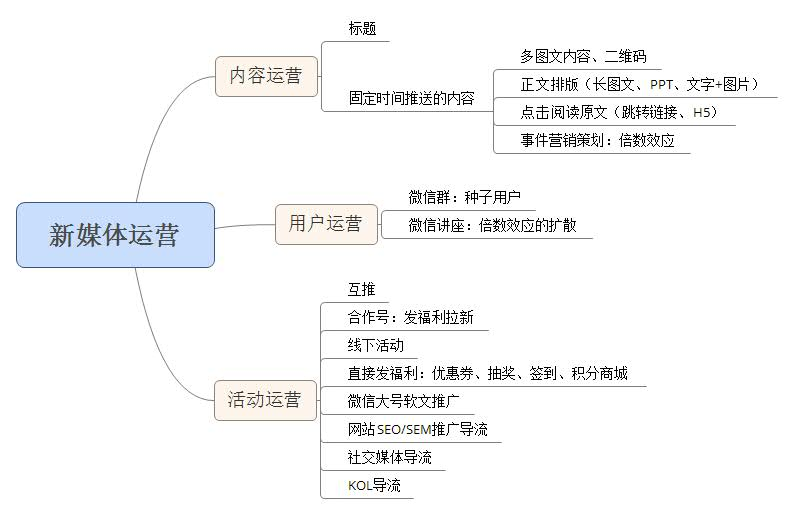 标题
内容运营
多图文内容、二维码
正文排版（长图文、PPT、文字+图片）
固定时间推送的内容
点击阅读原文（跳转链接、H5）
事件营销策划：倍数效应
微信群：种子用户
用户运营
微信讲座：倍数效应的扩散
新媒体运营
互推
合作号：发福利拉新
线下活动
直接发福利：优惠券、抽奖、签到、积分商城
活动运营
微信大号软文推广
网站SEO/SEM推广导流
社交媒体导流
KOL导流